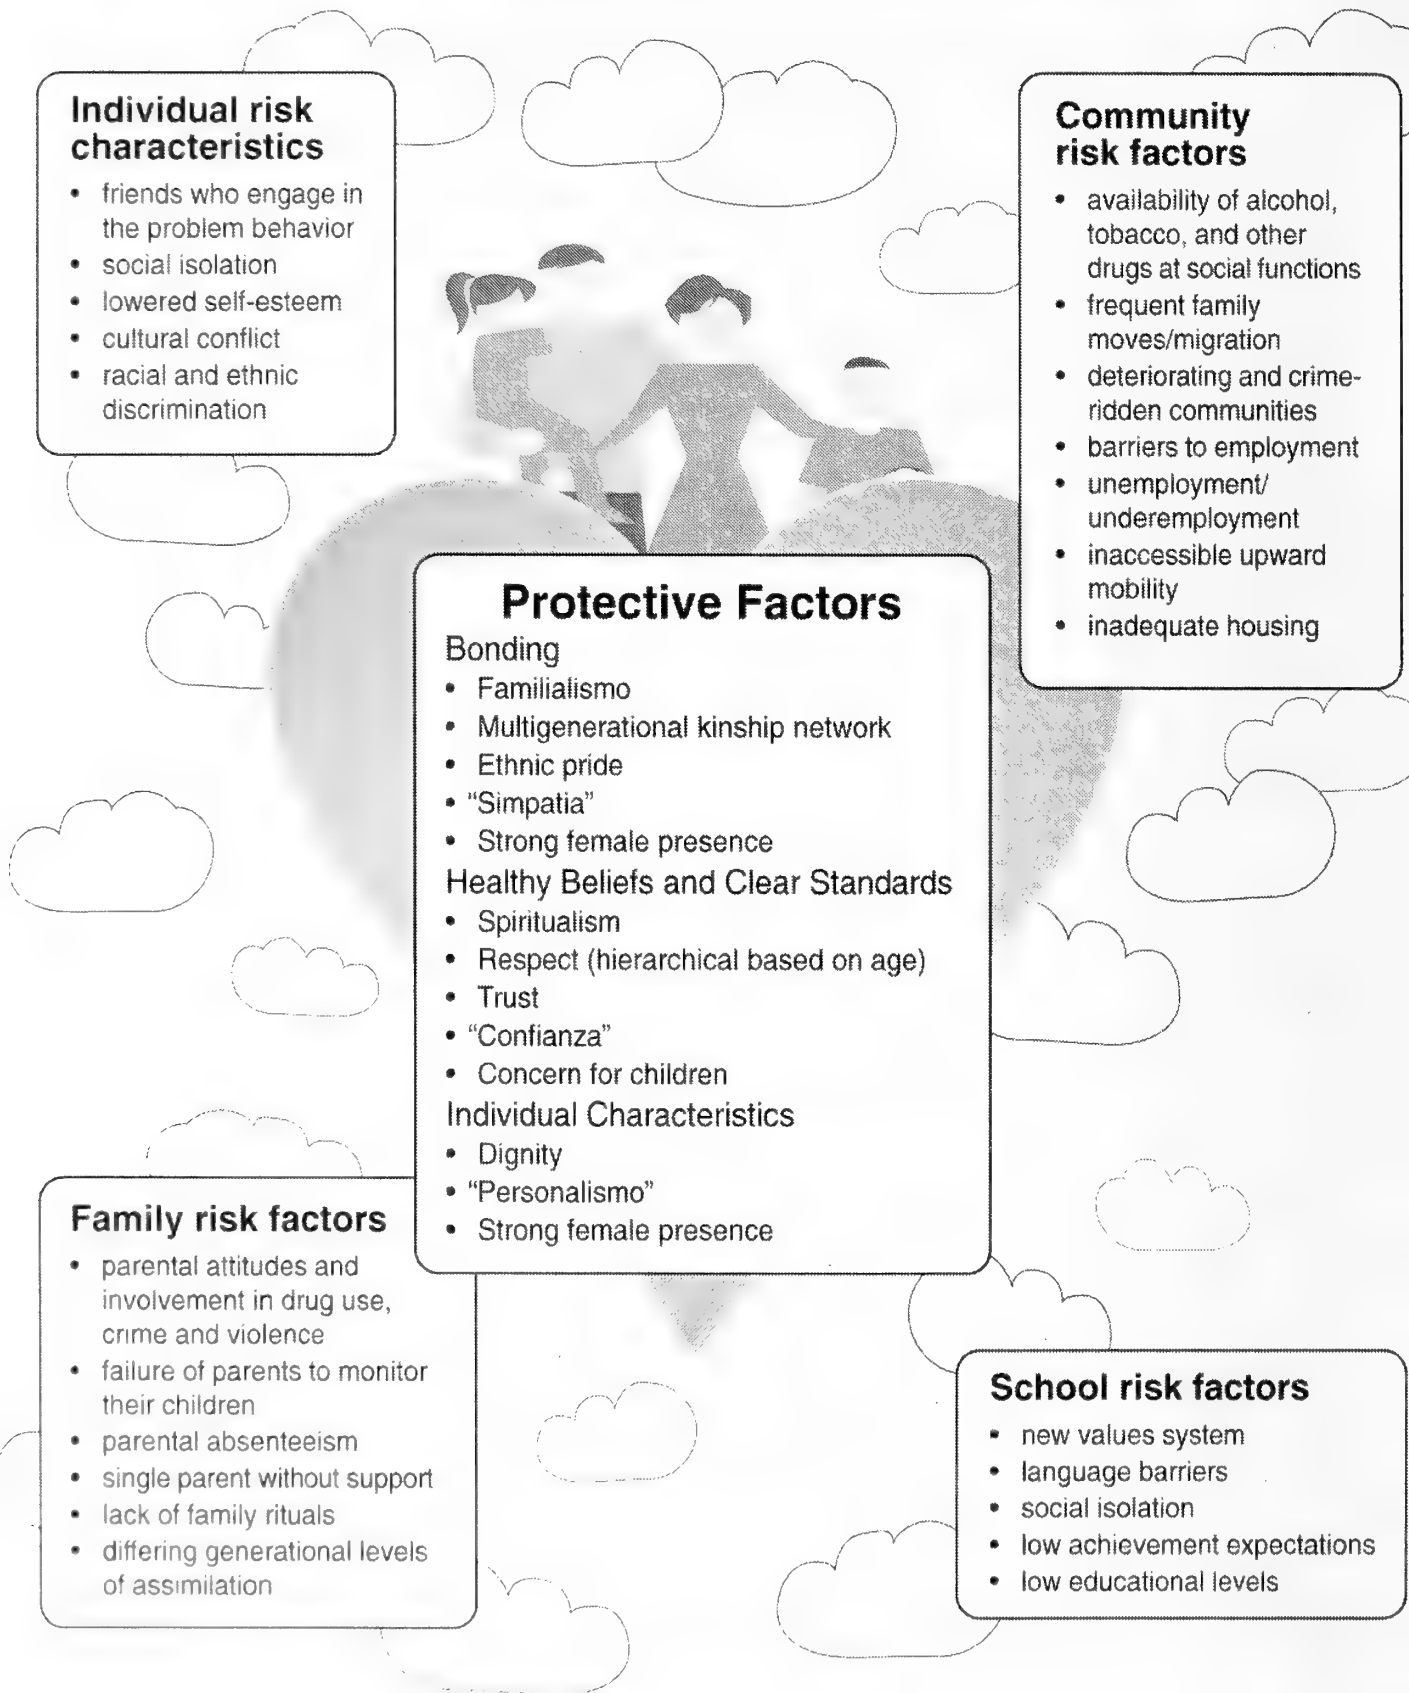 Individual risk
characteristics
• friends who engage in
the problem behavior
• social isolation
• lowered self-esteem
• cultural conflict
• racial and ethnic
discrimination
Community
risk factors
• availability of alcohol,
tobacco, and other
drugs at social functions
• frequent family
moves/migration
• deteriorating and crime-
ridden communities
• barriers to employment
• unemployment/
underemployment
• inaccessible upward
mobility
• inadequate housing
Protective Factors
Bonding
• Familialismo
• Multigenerational kinship network
• Ethnic pride
• “Simpatia”
• Strong female presence
Healthy Beliefs and Clear Standards
• Spiritualism
• Respect (hierarchical based on age)
• Trust
• “Confianza”
• Concern for children
Individual Characteristics
• Dignity
• “Personalismo”
• Strong female presence
Family risk factors
• parental attitudes and
involvement in drug use,
crime and violence
• failure of parents to monitor
their children
• parental absenteeism
• single parent without support
• lack of family rituals
• differing generational levels
of assimilation
School risk factors
• new values system
• language barriers
• social isolation
• low achievement expectations
• low educational levels